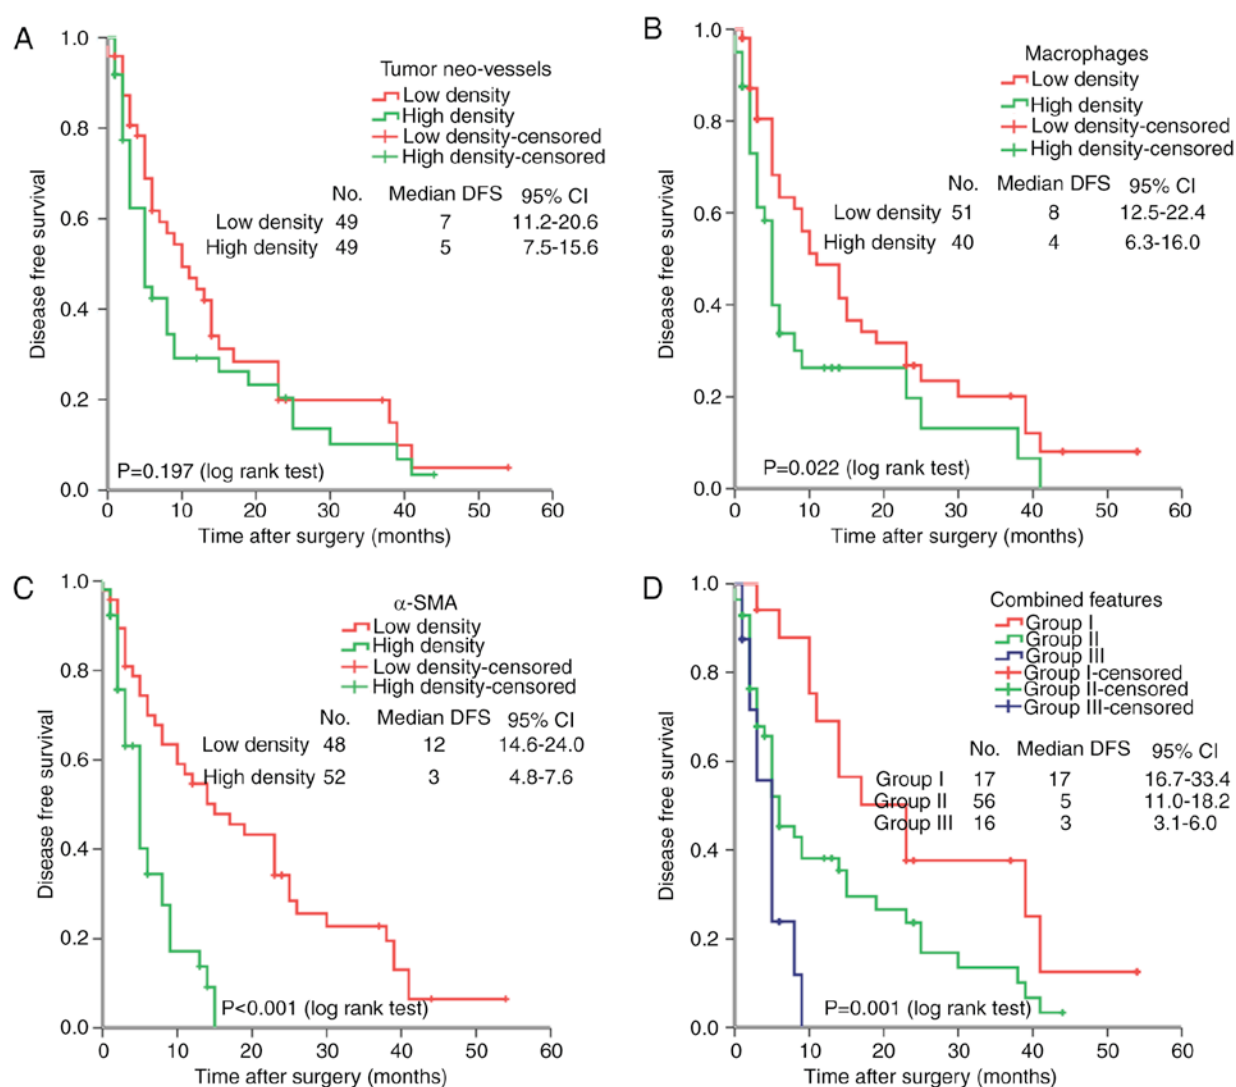 A
Tumor neo-vessels
Low density
High density
Low density-censored
High density-censored
No. Median DFS 95% CI
Low density 49 7 11.2-20.6
High density 49 5 7.5-15.6
P=0.197 (log rank test)
Disease free survival
1.0
0.8
0.6
0.4
0.2
0.0
0 10 20 30 40 50 60
Time after surgery (months)
B
Macrophages
Low density
High density
Low density-censored
High density-censored
No. Median DFS 95% CI
Low density 51 8 12.5-22.4
High density 40 4 6.3-16.0
P=0.022 (log rank test)
Disease free survival
1.0
0.8
0.6
0.4
0.2
0.0
0 10 20 30 40 50 60
Time after surgery (months)
C
α-SMA
Low density
High density
Low density-censored
High density-censored
No. Median DFS 95% CI
Low density 48 12 14.6-24.0
High density 52 3 4.8-7.6
P<0.001 (log rank test)
Disease free survival
1.0
0.8
0.6
0.4
0.2
0.0
0 10 20 30 40 50 60
Time after surgery (months)
D
Combined features
Group I
Group II
Group III
Group I-censored
Group II-censored
Group III-censored
No. Median DFS 95% CI
Group I 17 17 16.7-33.4
Group II 56 5 11.0-18.2
Group III 16 3 3.1-6.0
P=0.001 (log rank test)
Disease free survival
1.0
0.8
0.6
0.4
0.2
0.0
0 10 20 30 40 50 60
Time after surgery (months)